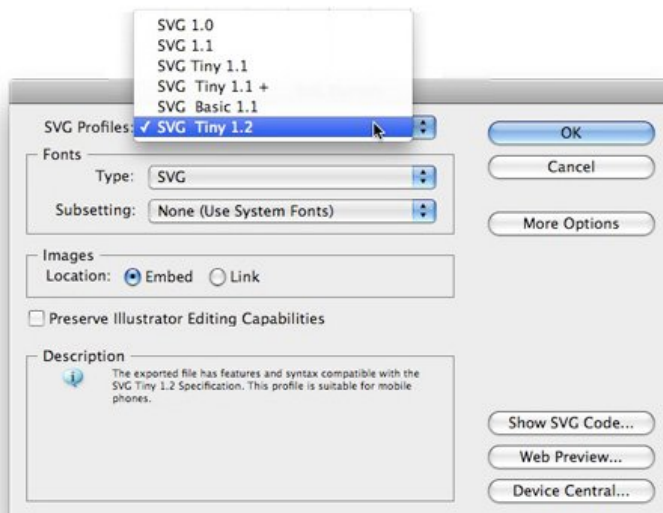 SVG 1.0
SVG 1.1
SVG Tiny 1.1
SVG Tiny 1.1 +
SVG Basic 1.1
SVG Profiles: ✓ SVG Tiny 1.2
OK
Fonts
Type: SVG
Cancel
Subsetting: None (Use System Fonts)
More Options
Images
Location: Embed Link
Preserve Illustrator Editing Capabilities
Description
The exported file has features and syntax compatible with the
SVG Tiny 1.2 Specification. This profile is suitable for mobile
phones.
Show SVG Code...
Web Preview...
Device Central...